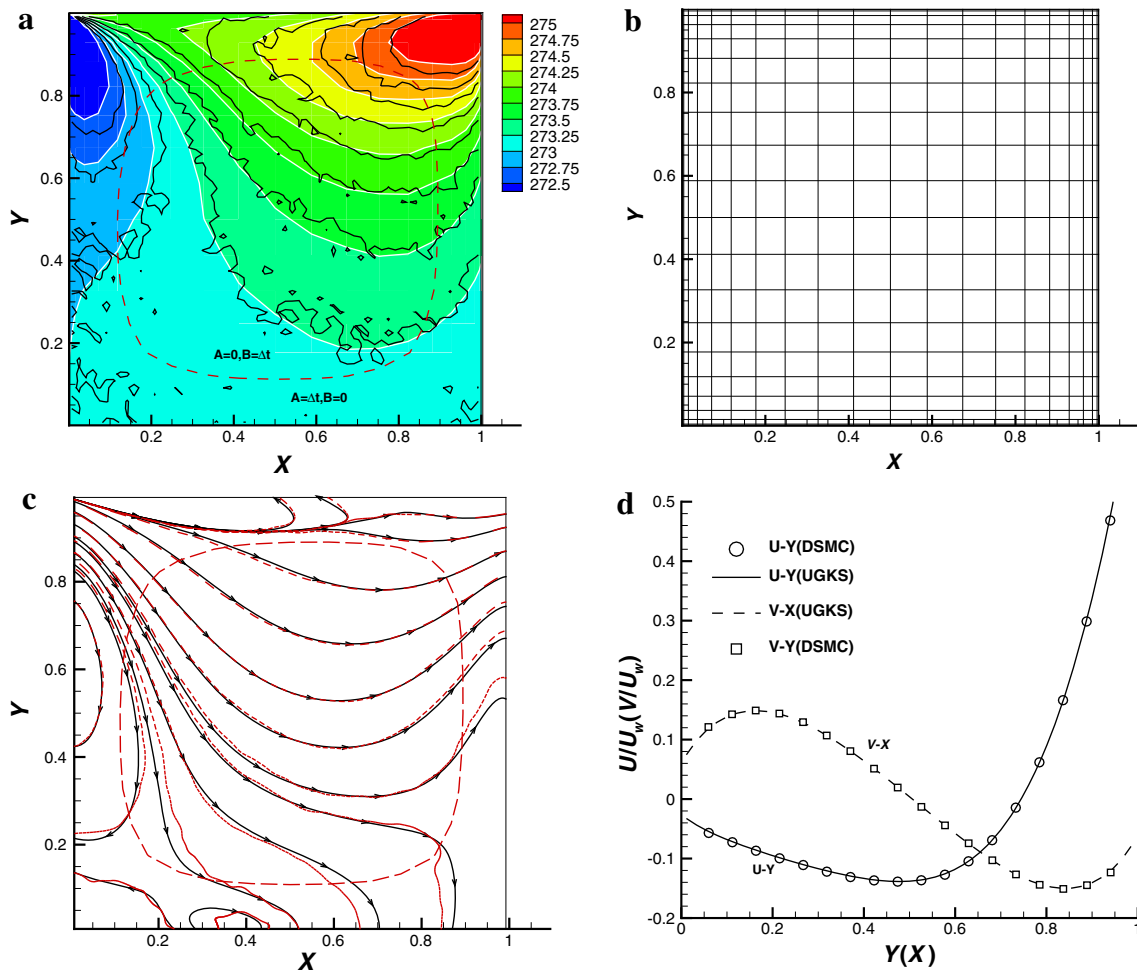 a
275
274.75
274.5
274.25
274
273.75
273.5
273.25
273
272.75
272.5
0.8
0.6
0.4
0.2
Y
A=0,B=Δt
A=Δt,B=0
0.2
0.4
0.6
0.8
1
X
b
0.8
0.6
0.4
0.2
Y
0.2
0.4
0.6
0.8
1
X
c
0.8
0.6
0.4
0.2
Y
0.2
0.4
0.6
0.8
1
X
d
0.5
0.4
0.3
0.2
0.1
0
-0.1
-0.2
U/U_w(V/U_w)
U-Y(DSMC)
U-Y(UGKS)
V-X(UGKS)
V-Y(DSMC)
V-X
U-Y
0
0.2
0.4
0.6
0.8
1
Y(X)